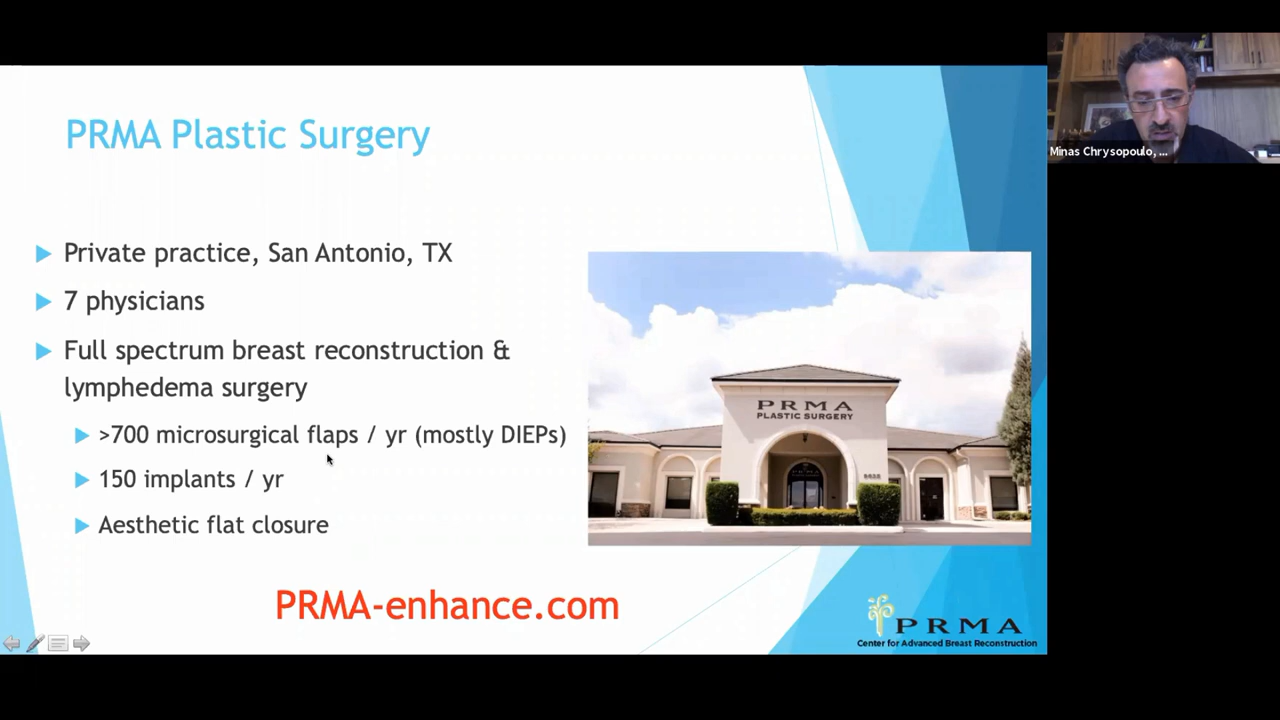 PRMA Plastic Surgery
Minas Chrysopoulo, ...
Private practice, San Antonio, TX
7 physicians
Full spectrum breast reconstruction &
lymphedema surgery
>700 microsurgical flaps / yr (mostly DIEPs)
150 implants / yr
Aesthetic flat closure
PRMA
PLASTIC SURGERY
PRMA-enhance.com
PRMA
Center for Advanced Breast Reconstruction